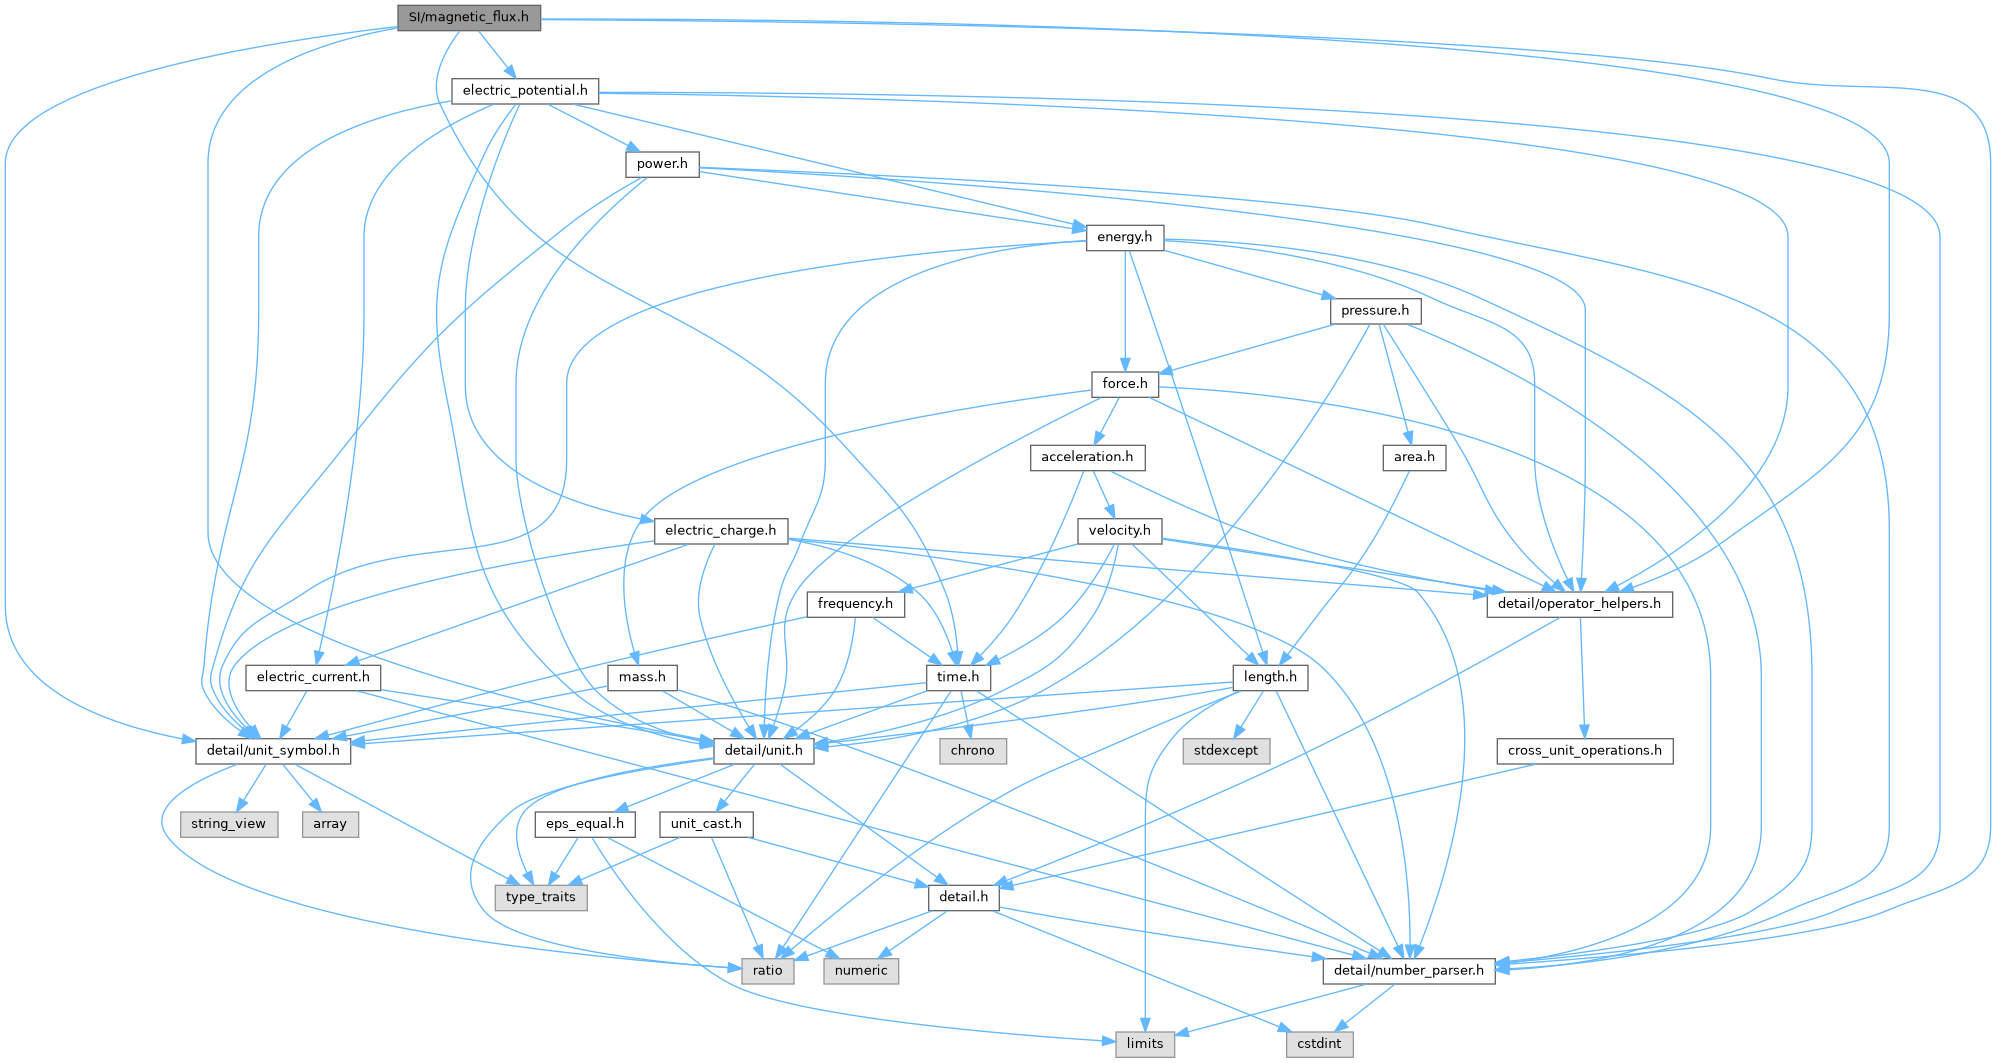 SI/magnetic_flux.h
electric_potential.h
power.h
energy.h
pressure.h
force.h
acceleration.h
area.h
electric_charge.h
velocity.h
frequency.h
detail/operator_helpers.h
electric_current.h
mass.h
time.h
length.h
detail/unit_symbol.h
detail/unit.h
chrono
stdexcept
cross_unit_operations.h
string_view
array
eps_equal.h
unit_cast.h
type_traits
detail.h
ratio
numeric
detail/number_parser.h
limits
cstdint